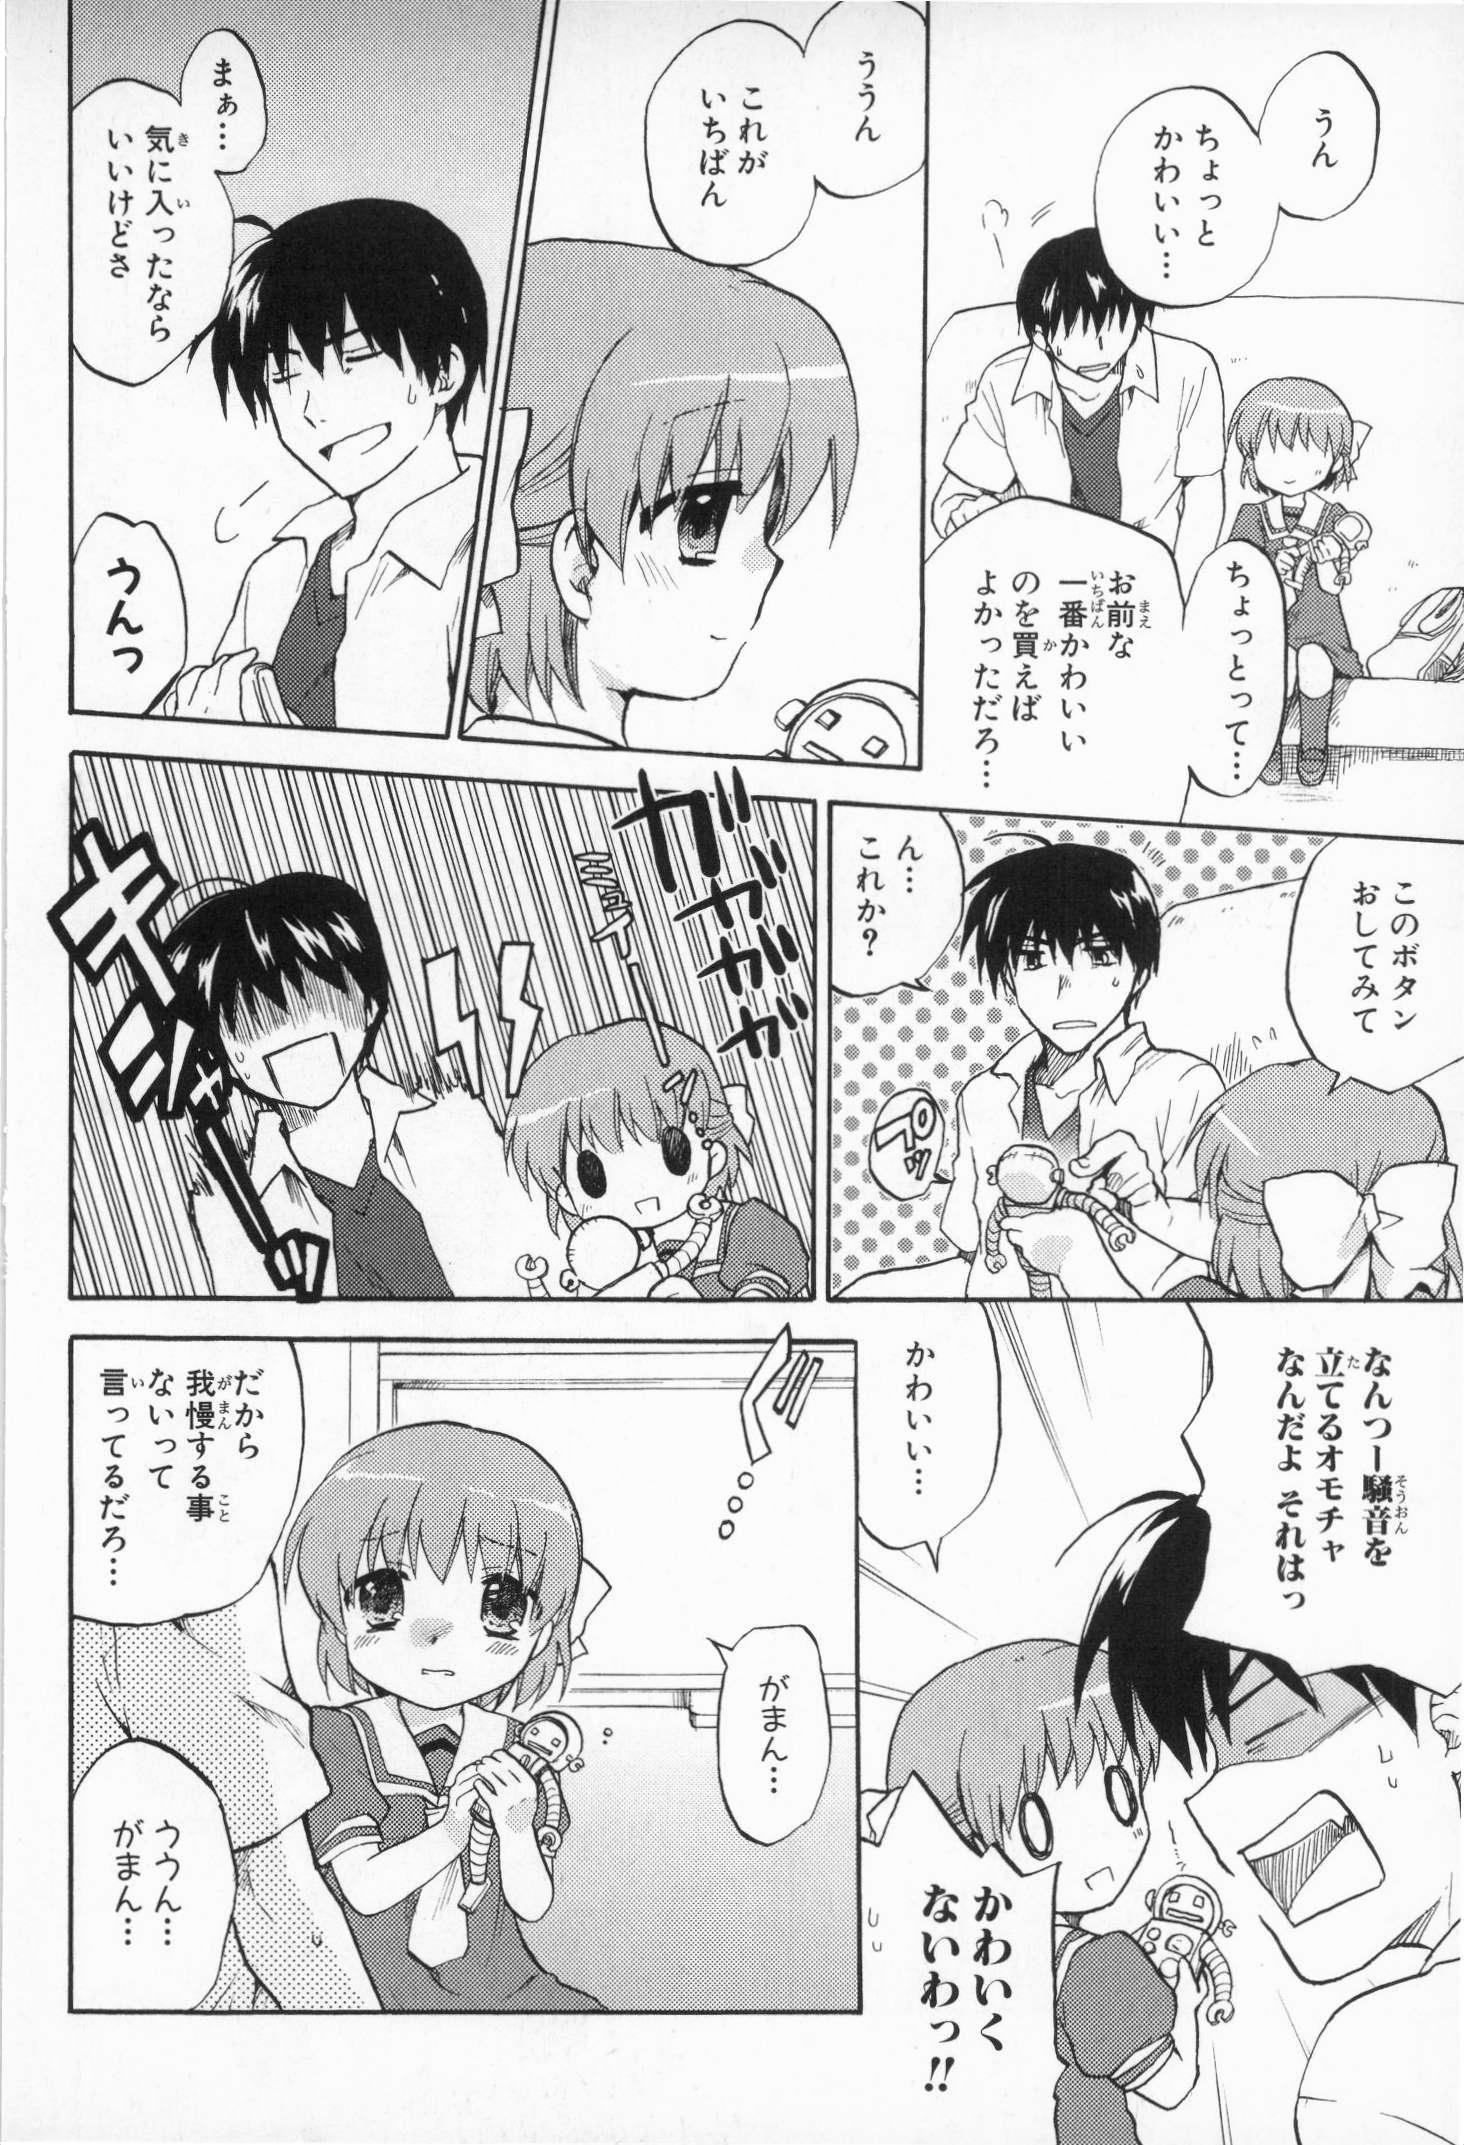 うん
ちょっと
かわいい…
ちょっとって…
お前な
一番かわいい
のを買えば
よかっただろ…
ううん
これが
いちばん
まぁ…
気に入ったなら
いいけどさ
うんっ
このボタン
おしてみて
ん…
これか?
プッ
ガガガガ
キシャーッ
なんつー騒音を
立てるオモチャ
なんだよ それはっ
かわいい…
かわいく
ないわっ!!
がまん…
だから
我慢する事
ないって
言ってるだろ…
ううん…
がまん…